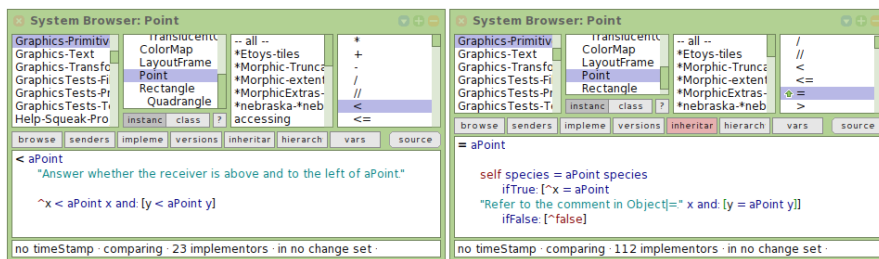 System Browser: Point
Graphics-Primitiv
Graphics-Text
Graphics-Transfo
GraphicsTests-Fi
GraphicsTests-Pr
GraphicsTests-Te
Help-Squeak-Pro
TranslucentC
ColorMap
LayoutFrame
Point
Rectangle
Quadrangle
instanc class ?
-- all --
*Etoys-tiles
*Morphic-Trunca
*Morphic-extent
*MorphicExtras-
*nebraska-*neb
accessing
*
+
-
/
//
<
<=
browse senders impleme versions inheritar hierarch vars source
< aPoint
"Answer whether the receiver is above and to the left of aPoint."
^x < aPoint x and: [y < aPoint y]
no timeStamp · comparing · 23 implementors · in no change set ·
System Browser: Point
Graphics-Primitiv
Graphics-Text
Graphics-Transfo
GraphicsTests-Fi
GraphicsTests-Pr
GraphicsTests-Te
TranslucentC
ColorMap
LayoutFrame
Point
Rectangle
instanc class ?
-- all --
*Etoys-tiles
*Morphic-Trunca
*Morphic-extent
*MorphicExtras-
*nebraska-*neb
/
//
<
<=
=
>
browse senders impleme versions inheritar hierarch vars source
= aPoint
self species = aPoint species
ifTrue: [^x = aPoint
"Refer to the comment in Object|=." x and: [y = aPoint y]]
ifFalse: [^false]
no timeStamp · comparing · 112 implementors · in no change set ·